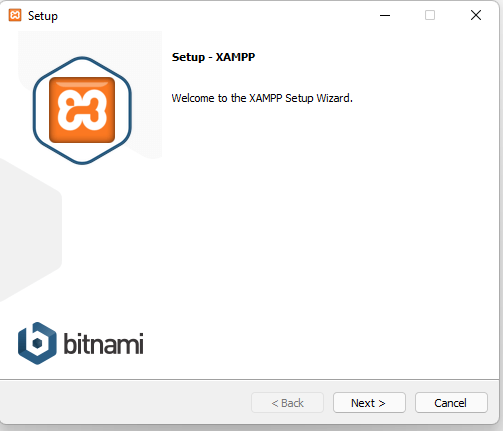 Setup
Setup - XAMPP
Welcome to the XAMPP Setup Wizard.
bitnami
< Back
Next >
Cancel